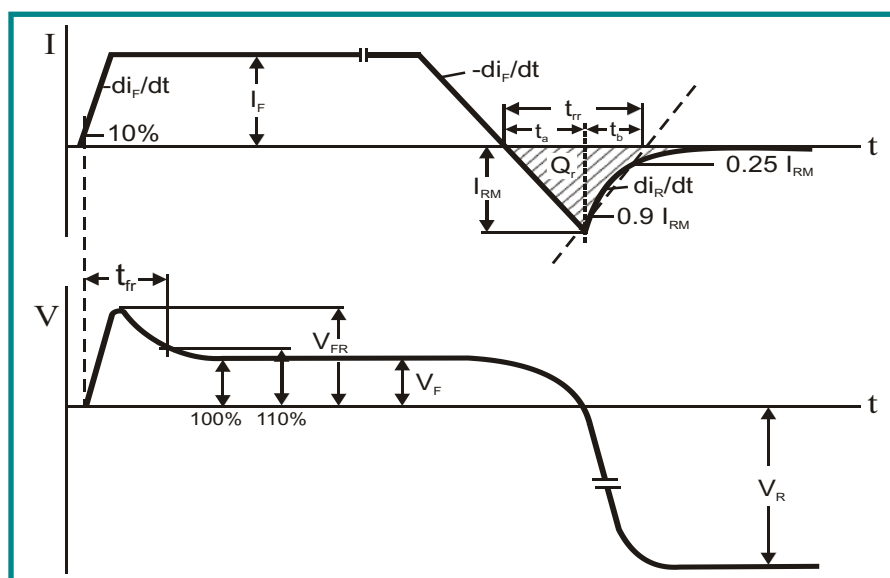 I
-di_F/dt
I_F
10%
-di_F/dt
t_rr
t_a
t_b
t
Q_r
I_RM
0.25 I_RM
di_R/dt
0.9 I_RM
t_fr
V
V_FR
V_F
100%
110%
t
V_R